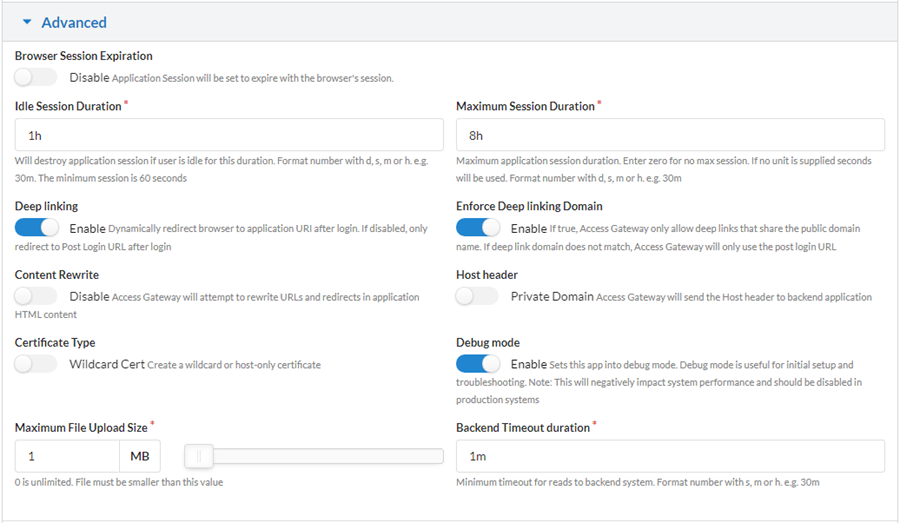 Advanced
Browser Session Expiration
Disable Application Session will be set to expire with the browser's session.
Idle Session Duration *
1h
Will destroy application session if user is idle for this duration. Format number with d, s, m or h. e.g.
30m. The minimum session is 60 seconds
Maximum Session Duration *
8h
Maximum application session duration. Enter zero for no max session. If no unit is supplied seconds
will be used. Format number with d, s, m or h. e.g. 30m
Deep linking
Enable Dynamically redirect browser to application URI after login. If disabled, only
redirect to Post Login URL after login
Enforce Deep linking Domain
Enable If true, Access Gateway only allow deep links that share the public domain
name. If deep link domain does not match, Access Gateway will only use the post login URL
Content Rewrite
Disable Access Gateway will attempt to rewrite URLs and redirects in application
HTML content
Host header
Private Domain Access Gateway will send the Host header to backend application
Certificate Type
Wildcard Cert Create a wildcard or host-only certificate
Debug mode
Enable Sets this app into debug mode. Debug mode is useful for initial setup and
troubleshooting. Note: This will negatively impact system performance and should be disabled in
production systems
Maximum File Upload Size *
1 MB
0 is unlimited. File must be smaller than this value
Backend Timeout duration *
1m
Minimum timeout for reads to backend system. Format number with s, m or h. e.g. 30m